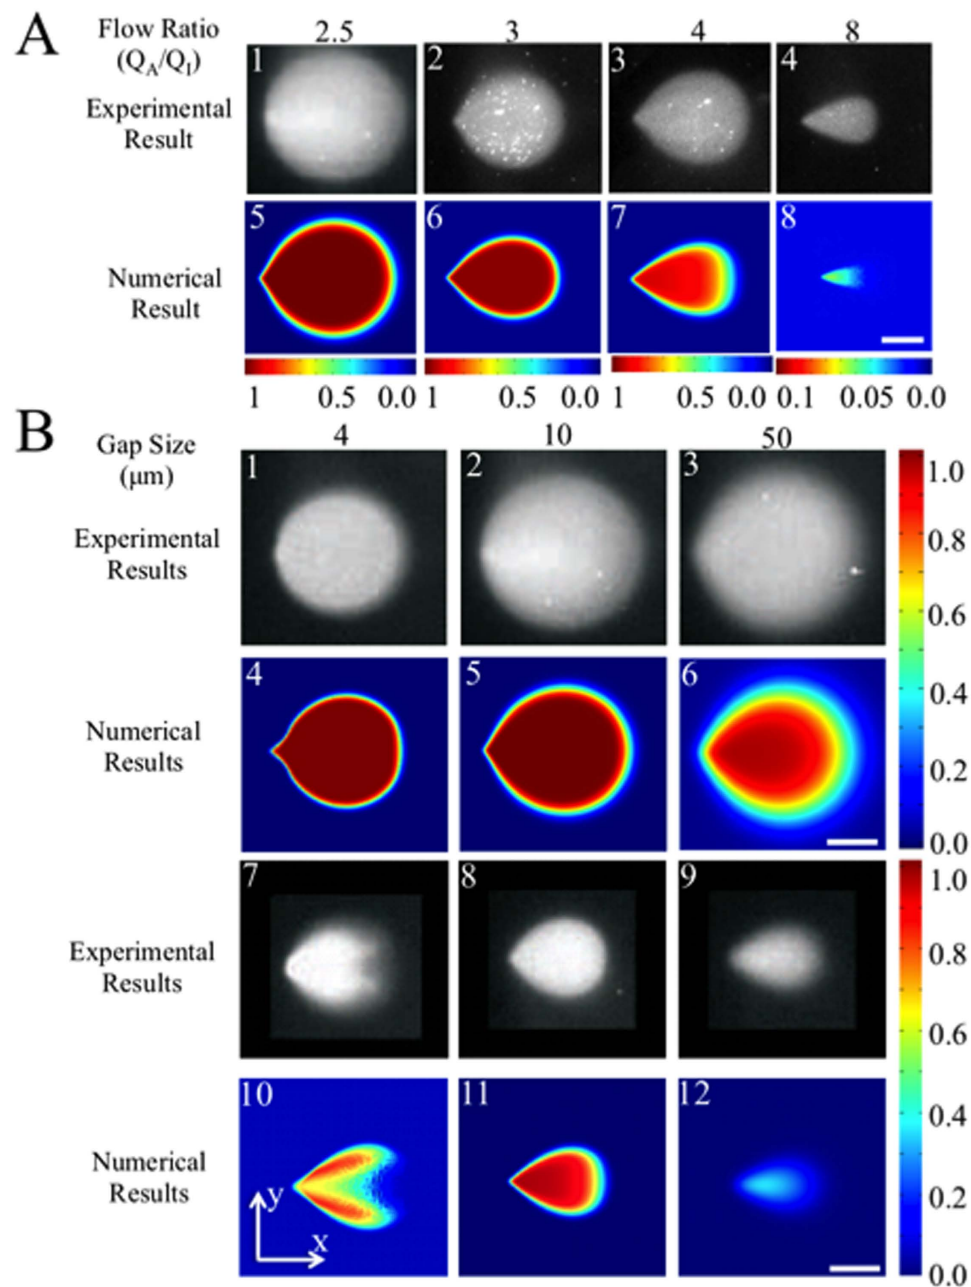 A
Flow Ratio
(QA/QI)
2.5 3 4 8
Experimental
Result
1 2 3 4
Numerical
Result
5 6 7 8
1 0.5 0.0 1 0.5 0.0 1 0.5 0.0 0.1 0.05 0.0
B
Gap Size
(μm)
4 10 50
Experimental
Results
1 2 3
Numerical
Results
4 5 6
1.0
0.8
0.6
0.4
0.2
0.0
Experimental
Results
7 8 9
Numerical
Results
10 11 12
y
x
1.0
0.8
0.6
0.4
0.2
0.0